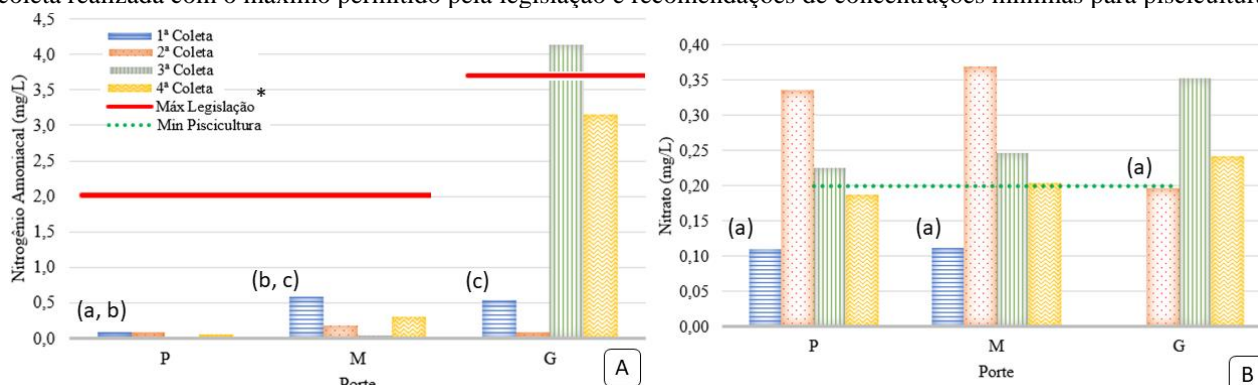 coleta realizada com o máximo permitido pela legislação e recomendações de concentrações mínimas para piscicultura
4,5
4,0
3,5
3,0
2,5
2,0
1,5
1,0
0,5
0,0
Nitrogênio Amoniacal (mg/L)
1ª Coleta
2ª Coleta
3ª Coleta
4ª Coleta
*
Máx Legislação
Min Piscicultura
(a, b)
(b, c)
(c)
P
M
G
Porte
A
0,40
0,35
0,30
0,25
0,20
0,15
0,10
0,05
0,00
Nitrato (mg/L)
(a)
(a)
(a)
P
M
G
Porte
B